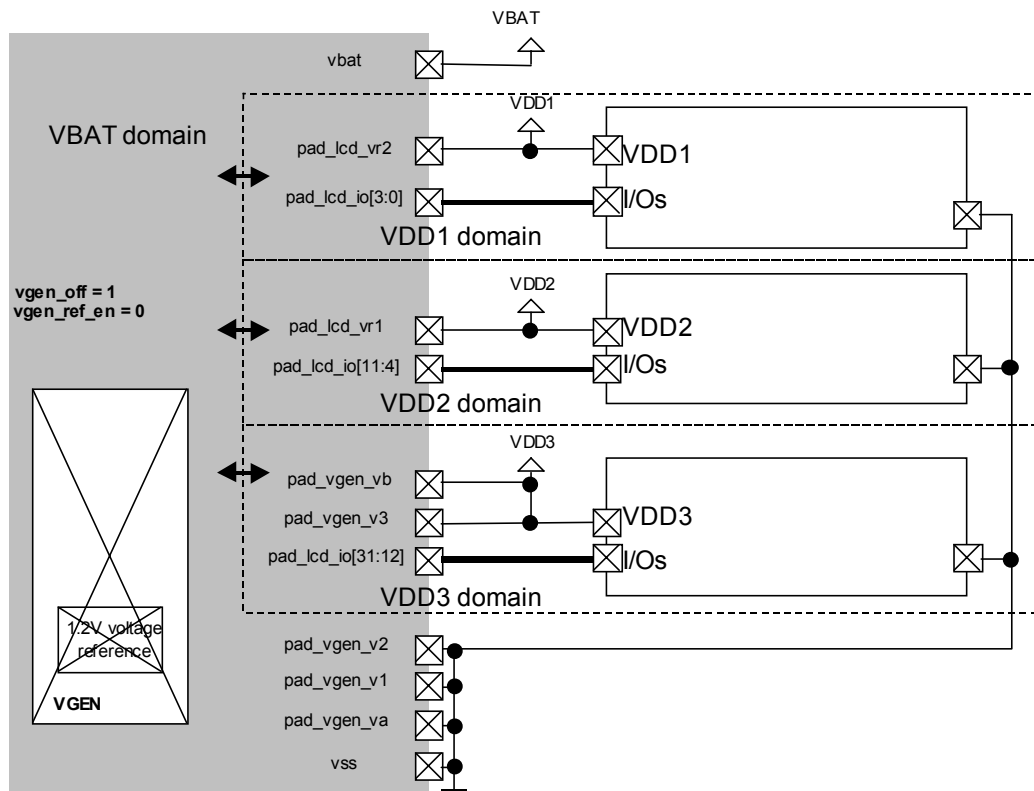 VBAT
vbat
VBAT domain
VDD1
pad_lcd_vr2
VDD1
pad_lcd_io[3:0]
I/Os
VDD1 domain
vgen_off = 1
vgen_ref_en = 0
VDD2
pad_lcd_vr1
VDD2
pad_lcd_io[11:4]
I/Os
VDD2 domain
VDD3
pad_vgen_vb
pad_vgen_v3
VDD3
pad_lcd_io[31:12]
I/Os
VDD3 domain
1.2V voltage
reference
VGEN
pad_vgen_v2
pad_vgen_v1
pad_vgen_va
vss